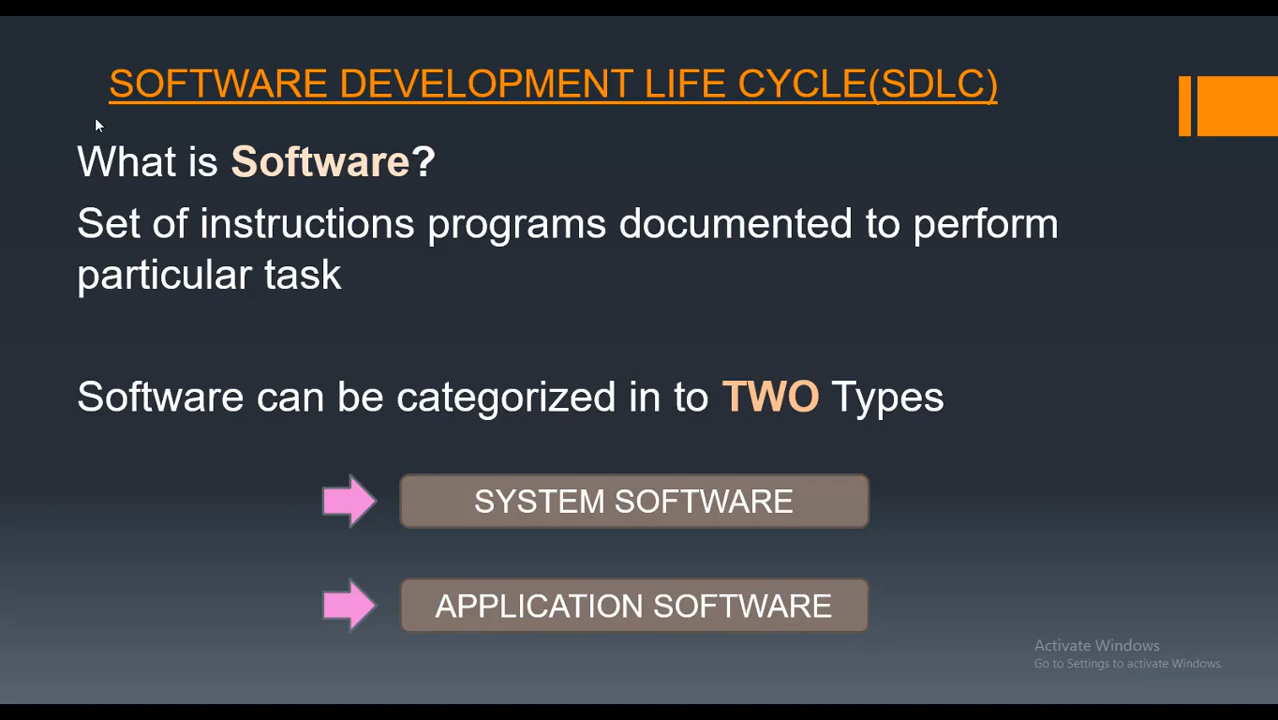 SOFTWARE DEVELOPMENT LIFE CYCLE(SDLC)
What is Software?
Set of instructions programs documented to perform
particular task
Software can be categorized in to TWO Types
SYSTEM SOFTWARE
APPLICATION SOFTWARE
Activate Windows
Go to Settings to activate Windows.